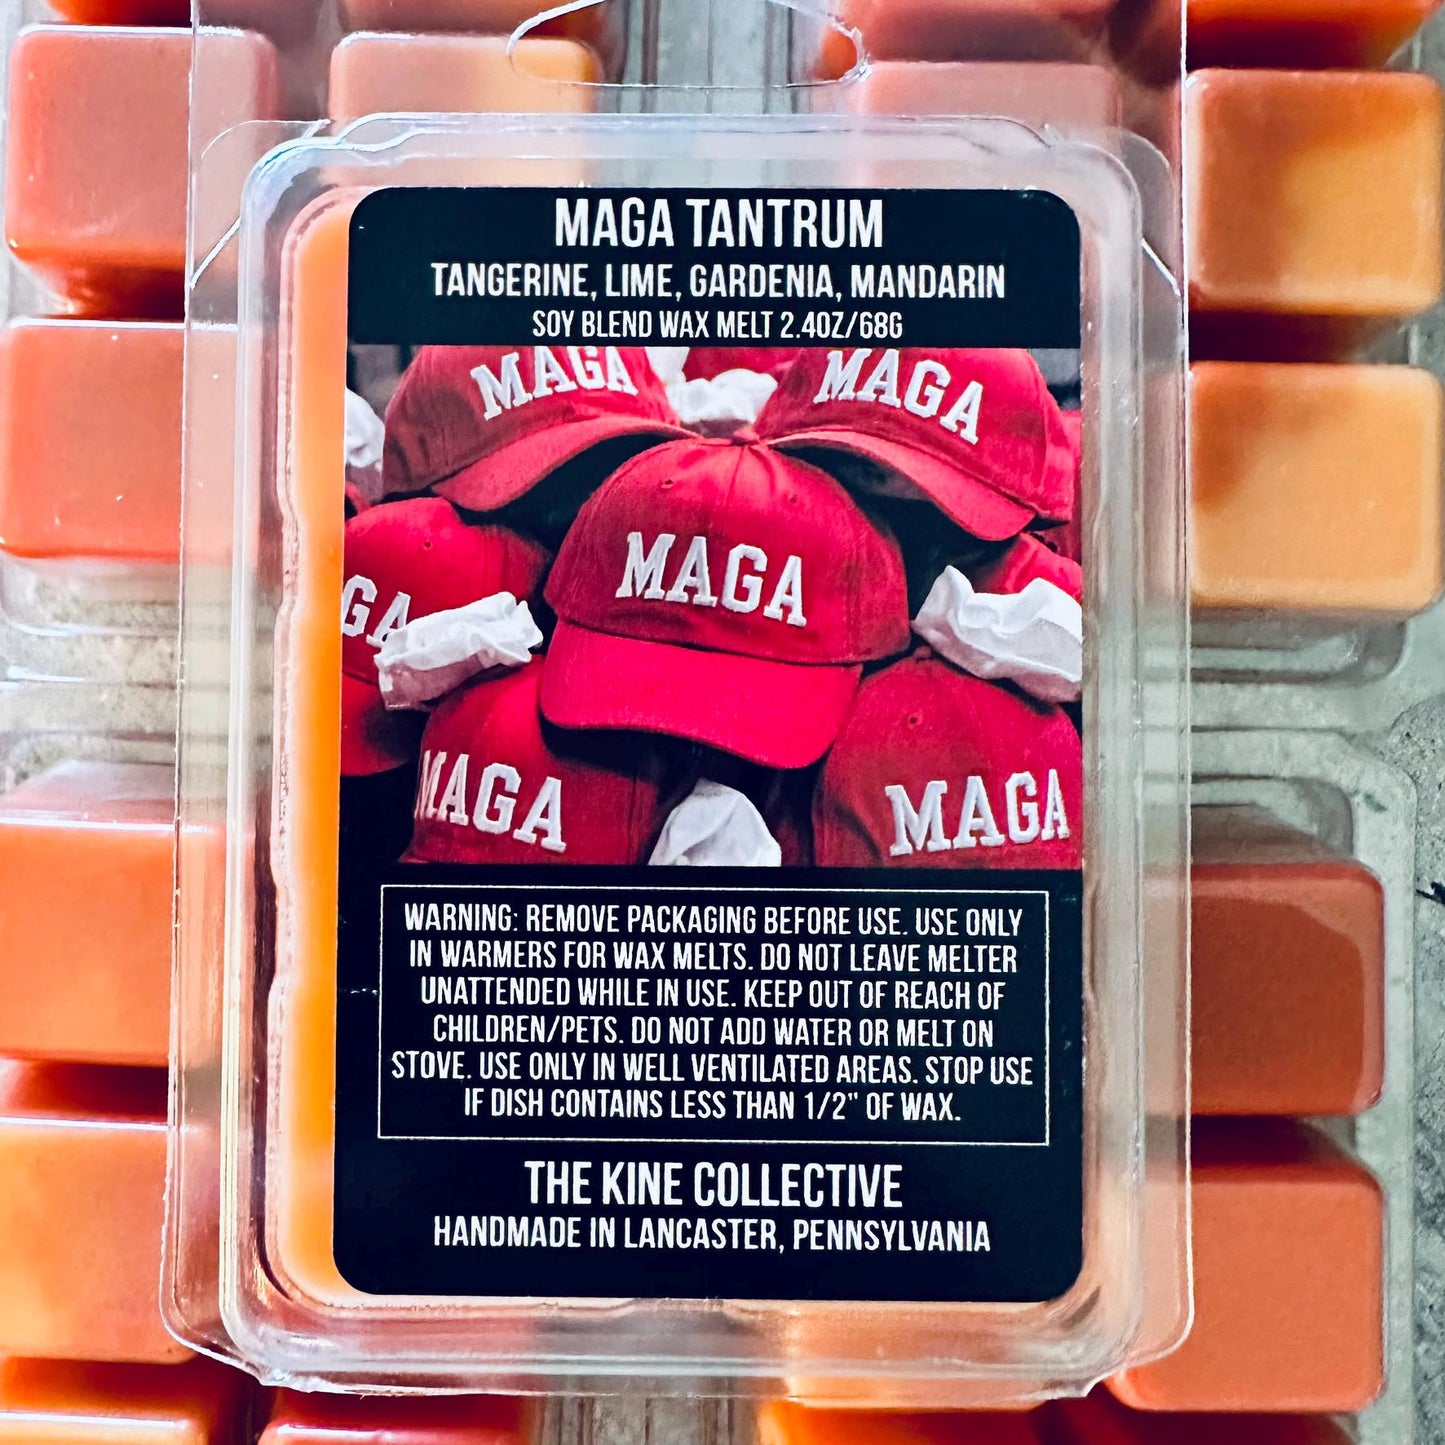 MAGA TANTRUM
TANGERINE, LIME, GARDENIA, MANDARIN
SOY BLEND WAX MELT 2.4OZ/68G
MAGA
MAGA
MAGA
GA
MAGA
MAGA
WARNING: REMOVE PACKAGING BEFORE USE. USE ONLY
IN WARMERS FOR WAX MELTS. DO NOT LEAVE MELTER
UNATTENDED WHILE IN USE. KEEP OUT OF REACH OF
CHILDREN/PETS. DO NOT ADD WATER OR MELT ON
STOVE. USE ONLY IN WELL VENTILATED AREAS. STOP USE
IF DISH CONTAINS LESS THAN 1/2" OF WAX.
THE KINE COLLECTIVE
HANDMADE IN LANCASTER, PENNSYLVANIA